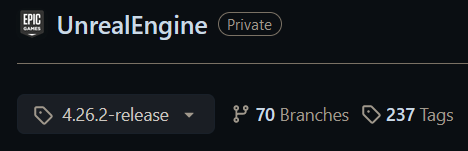 EPIC GAMES UnrealEngine Private
4.26.2-release 70 Branches 237 Tags